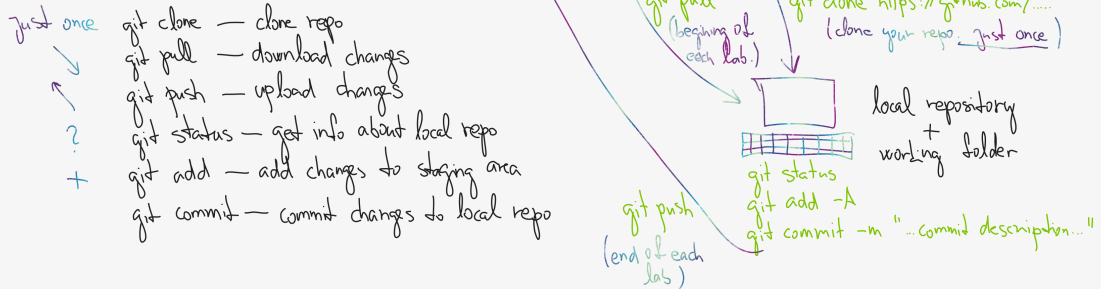 just once
git clone — clone repo
git pull — download changes
git push — upload changes
? git status — get info about local repo
+ git add — add changes to staging area
git commit — commit changes to local repo
git pull
(begining of
each lab.)
git clone https://github.com/.....
(clone your repo. just once)
local repository
+
working folder
git status
git add -A
git commit -m "...commit description..."
git push
(end of each
lab)